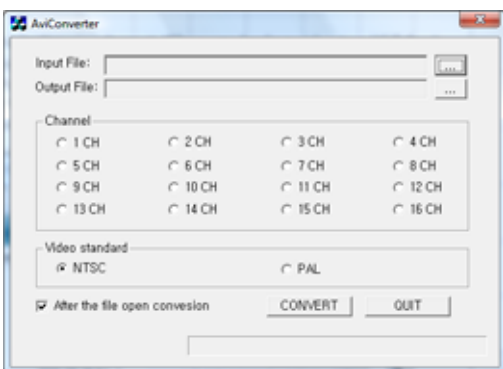 AviConverter
Input File: ...
Output File: ...
Channel
1 CH 2 CH 3 CH 4 CH
5 CH 6 CH 7 CH 8 CH
9 CH 10 CH 11 CH 12 CH
13 CH 14 CH 15 CH 16 CH
Video standard
NTSC PAL
After the file open convesion CONVERT QUIT